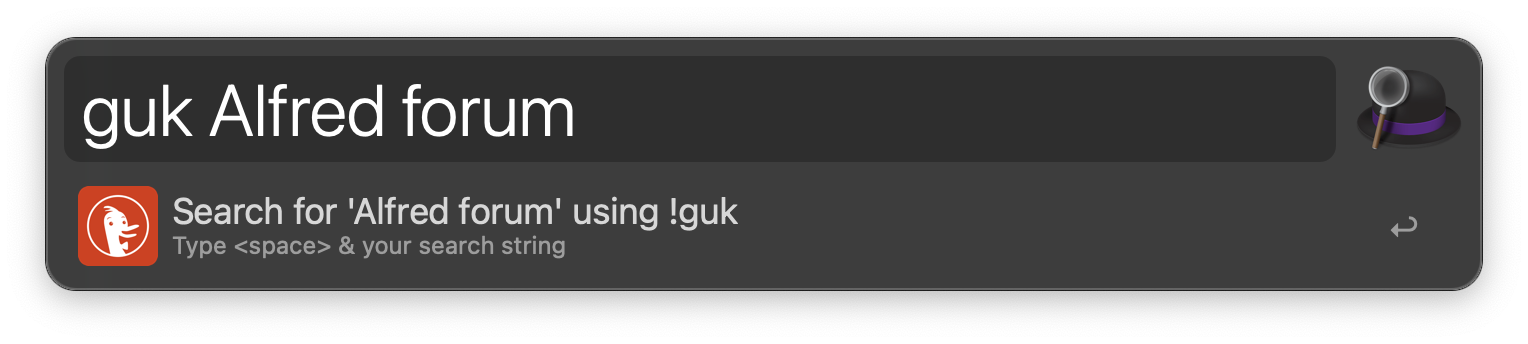 guk Alfred forum
Search for 'Alfred forum' using !guk
Type <space> & your search string